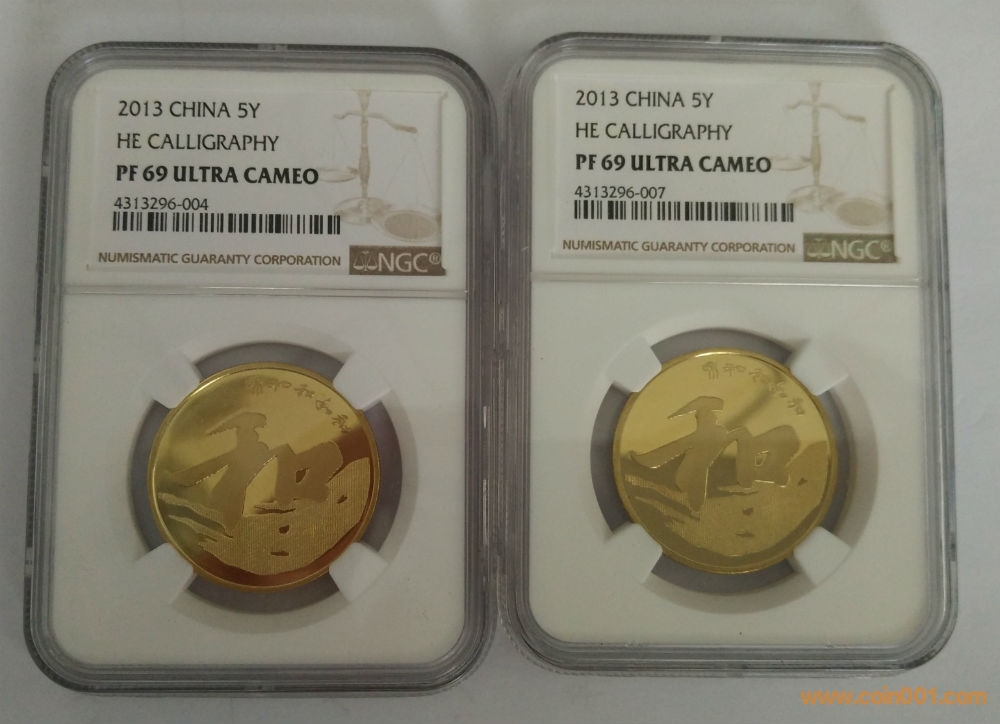 2013 CHINA 5Y
HE CALLIGRAPHY
PF 69 ULTRA CAMEO
4313296-004
NUMISMATIC GUARANTY CORPORATION
NGC®
和
2013 CHINA 5Y
HE CALLIGRAPHY
PF 69 ULTRA CAMEO
4313296-007
NUMISMATIC GUARANTY CORPORATION
NGC®
和
www.coin001.com